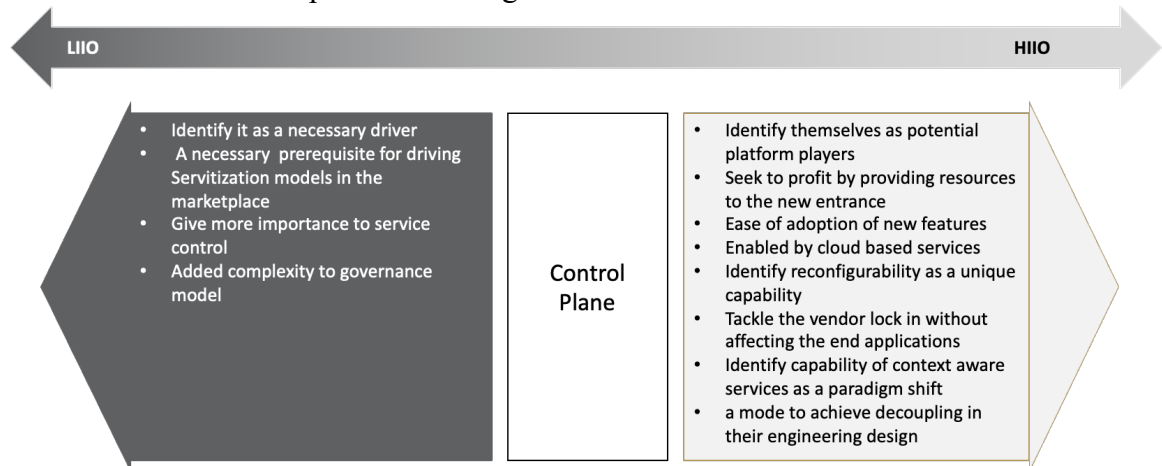 LIIO
HIIO
• Identify it as a necessary driver
• A necessary prerequisite for driving
Servitization models in the
marketplace
• Give more importance to service
control
• Added complexity to governance
model
Control
Plane
• Identify themselves as potential
platform players
• Seek to profit by providing resources
to the new entrance
• Ease of adoption of new features
• Enabled by cloud based services
• Identify reconfigurability as a unique
capability
• Tackle the vendor lock in without
affecting the end applications
• Identify capability of context aware
services as a paradigm shift
• a mode to achieve decoupling in
their engineering design